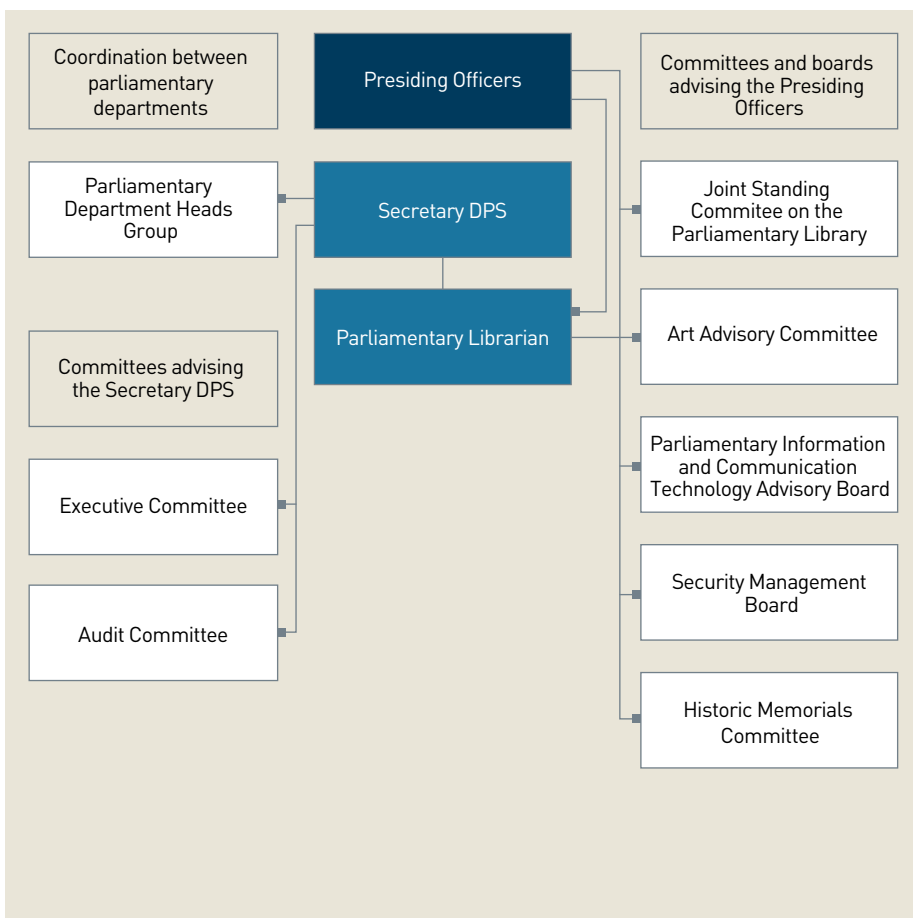 Coordination between
parliamentary
departments
Presiding Officers
Committees and boards
advising the Presiding
Officers
Parliamentary
Department Heads
Group
Secretary DPS
Joint Standing
Commitee on the
Parliamentary Library
Parliamentary Librarian
Art Advisory Committee
Committees advising
the Secretary DPS
Parliamentary Information
and Communication
Technology Advisory Board
Executive Committee
Security Management
Board
Audit Committee
Historic Memorials
Committee